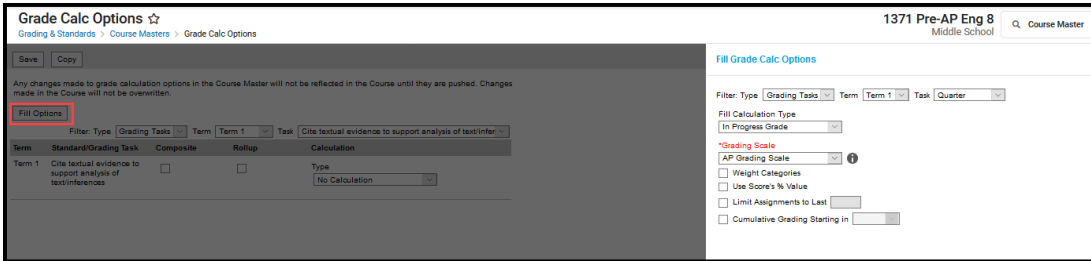 Grade Calc Options
1371 Pre-AP Eng 8
Middle School
Course Master
Grading & Standards > Course Masters > Grade Calc Options
Save Copy
Any changes made to grade calculation options in the Course Master will not be reflected in the Course until they are pushed. Changes
made in the Course will not be overwritten.
Fill Options
Filter: Type Grading Tasks Term Term 1 Task Cite textual evidence to support analysis of text/infer
Term Standard/Grading Task Composite Rollup Calculation
Term 1 Cite textual evidence to
support analysis of
text/inferences
Type
No Calculation
Fill Grade Calc Options
Filter: Type Grading Tasks Term Term 1 Task Quarter
Fill Calculation Type
In Progress Grade
*Grading Scale
AP Grading Scale
Weight Categories
Use Score's % Value
Limit Assignments to Last
Cumulative Grading Starting in